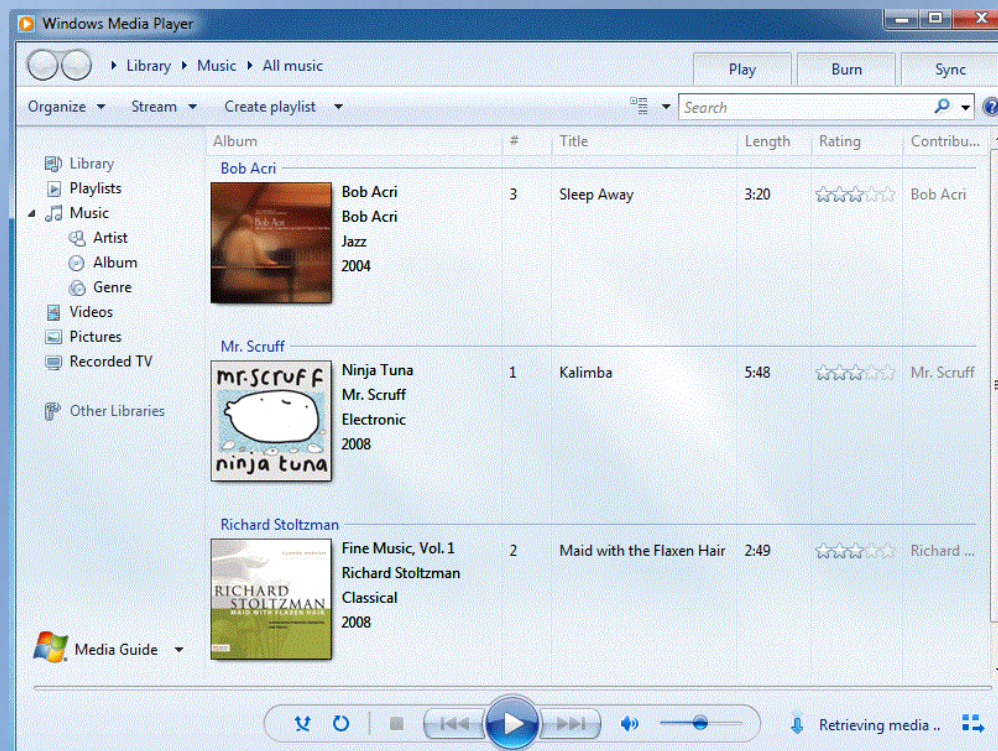 Windows Media Player
Library Music All music
Play Burn Sync
Organize Stream Create playlist Search
Album # Title Length Rating Contribu...
Library
Playlists
Music
Artist
Album
Genre
Videos
Pictures
Recorded TV
Other Libraries
Media Guide
Bob Acri
Bob Acri
Bob Acri 3 Sleep Away 3:20 Bob Acri
Bob Acri
Jazz
2004
Mr. Scruff
mr.scruff
ninja tuna
Ninja Tuna 1 Kalimba 5:48 Mr. Scruff
Mr. Scruff
Electronic
2008
Richard Stoltzman
RICHARD
STOLTZMAN
MAID WITH FLAXEN HAIR
Fine Music, Vol. 1 2 Maid with the Flaxen Hair 2:49 Richard ...
Richard Stoltzman
Classical
2008
Retrieving media ..